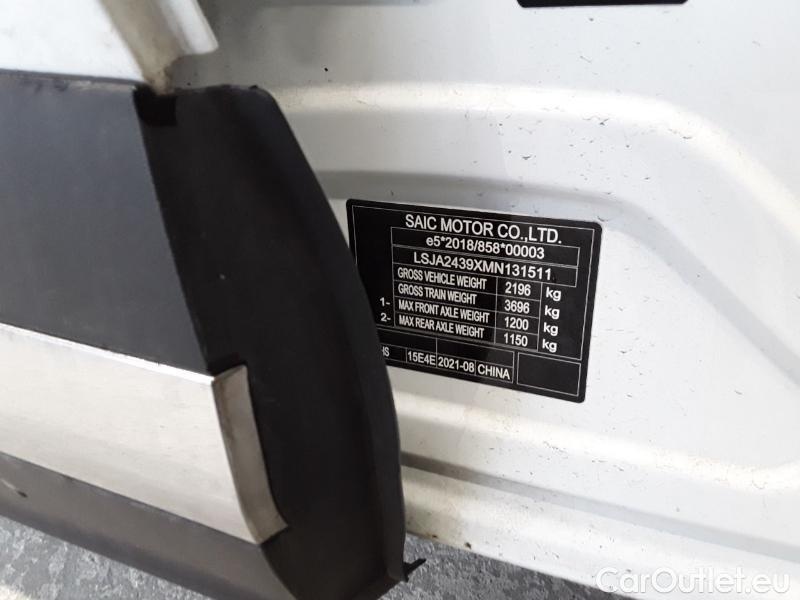 SAIC MOTOR CO.,LTD.
e5*2018/858*00003
LSJA2439XMN131511
GROSS VEHICLE WEIGHT 2196 kg
GROSS TRAIN WEIGHT 3696 kg
1- MAX FRONT AXLE WEIGHT 1200 kg
2- MAX REAR AXLE WEIGHT 1150 kg
HS 15E4E 2021-08 CHINA
CarOutlet.eu